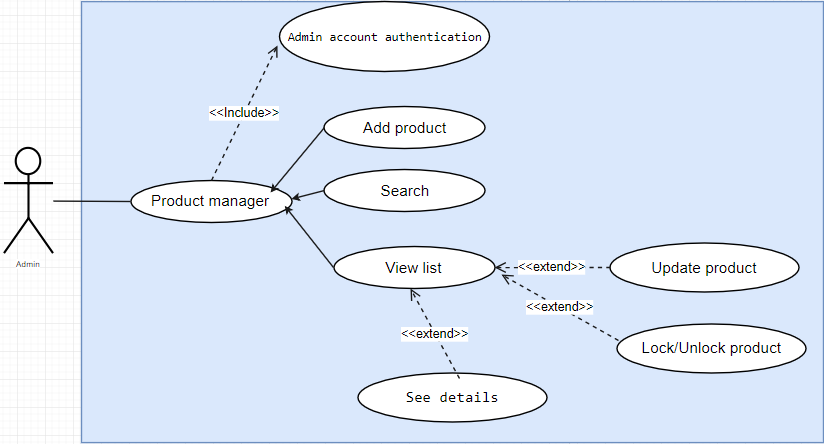 Admin account authentication
<<Include>>
Add product
Search
Product manager
Admin
View list
<<extend>>
Update product
<<extend>>
<<extend>>
Lock/Unlock product
See details